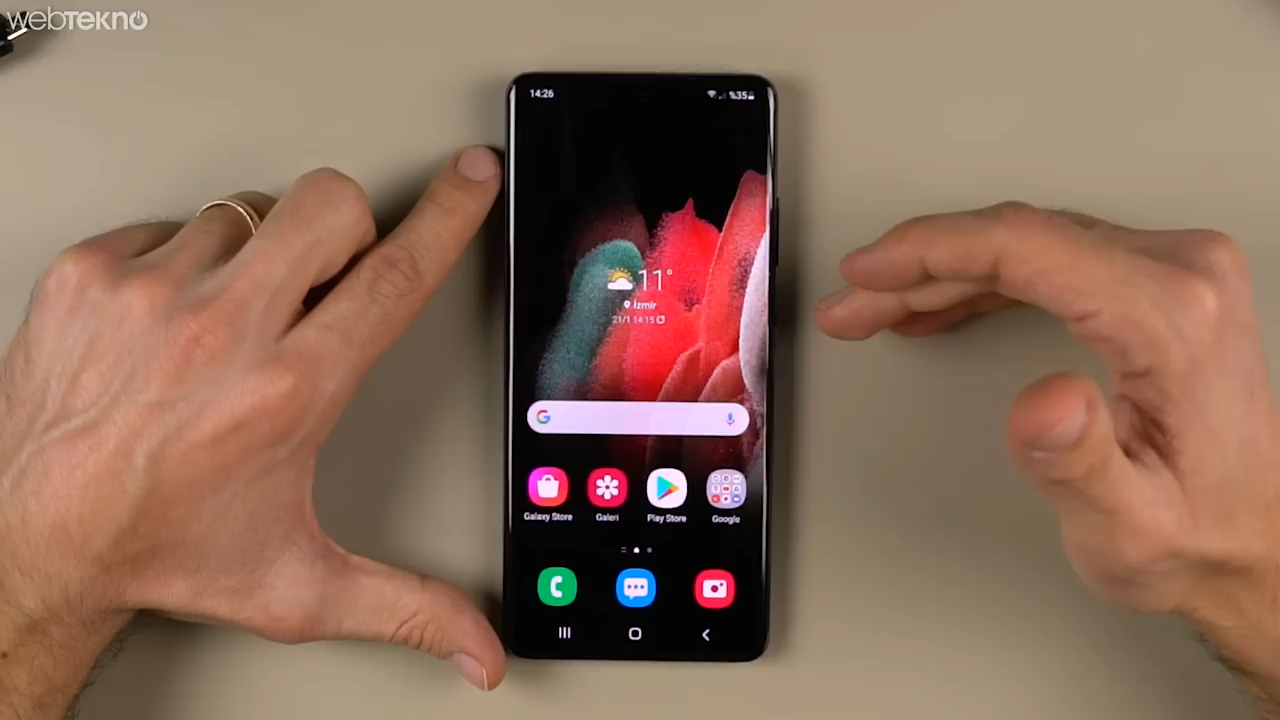 webTEKNO
14:26
%35
11°
İzmir
21/1 14:15
Galaxy Store
Galeri
Play Store
Google